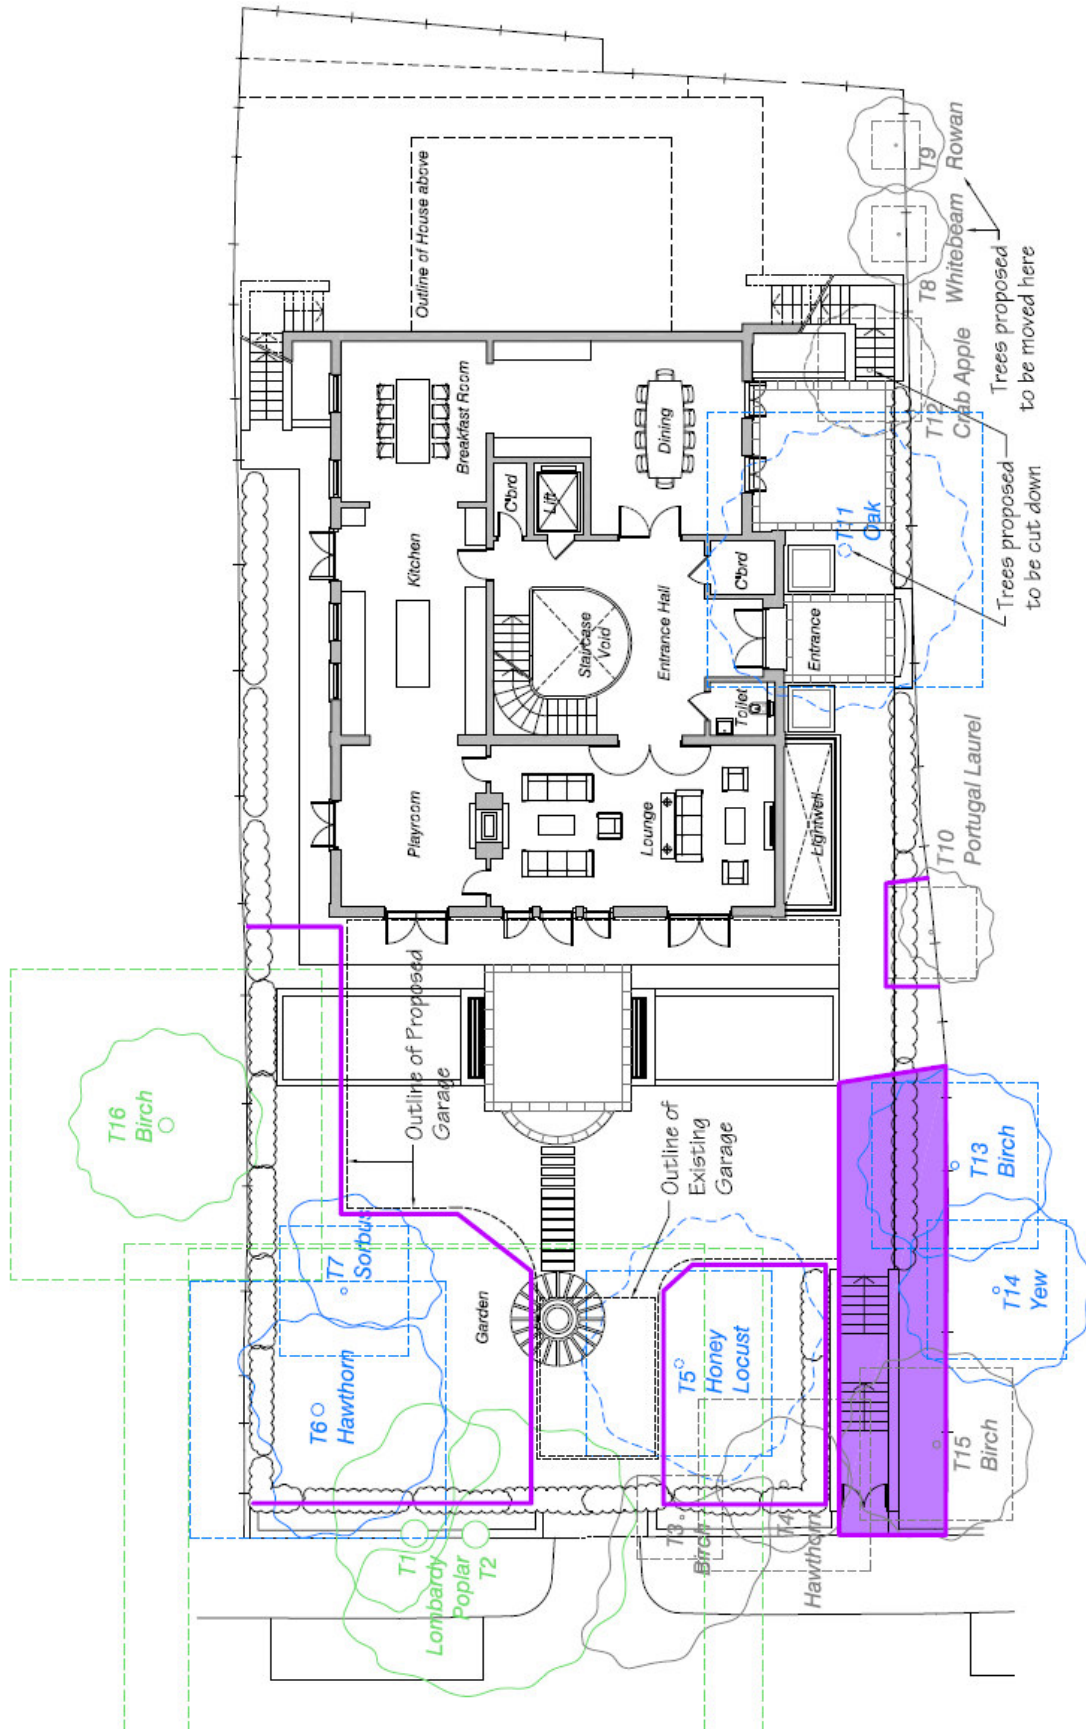 Outline of House above
T9
Rowan
T8
Whitebeam
Trees proposed
to be moved here
T12
Crab Apple
Trees proposed
to be cut down
T11
Oak
Breakfast Room
Dining
C'brd
Lift
Kitchen
C'brd
Staircase
Void
Entrance Hall
Entrance
Toilet
Playroom
Lounge
Lightwell
T10
Portugal Laurel
Outline of Proposed
Garage
T16
Birch
Outline of
Existing
Garage
T13
Birch
T7
Sorbus
Garden
T14
Yew
T6
Hawthorn
T5
Honey
Locust
T15
Birch
T1
Lombardy
Poplar
T2
T3
Birch
T4
Hawthorn